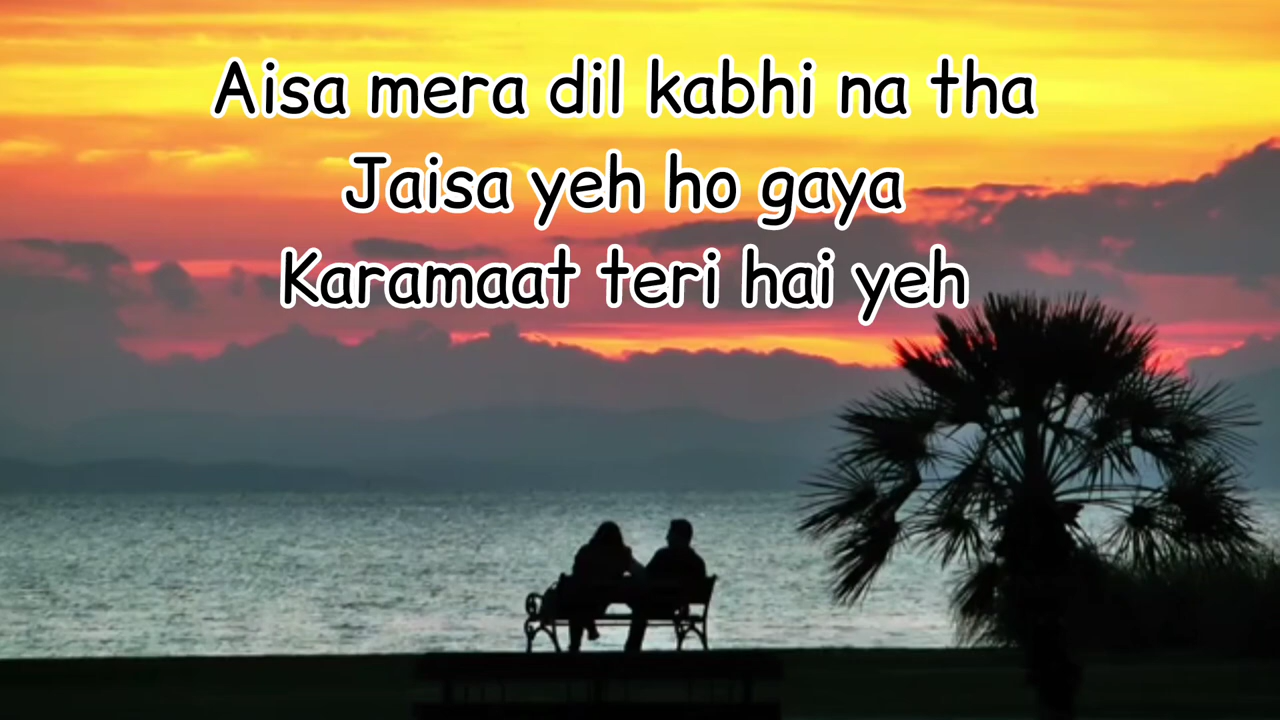 Aisa mera dil kabhi na tha
Jaisa yeh ho gaya
Karamaat teri hai yeh